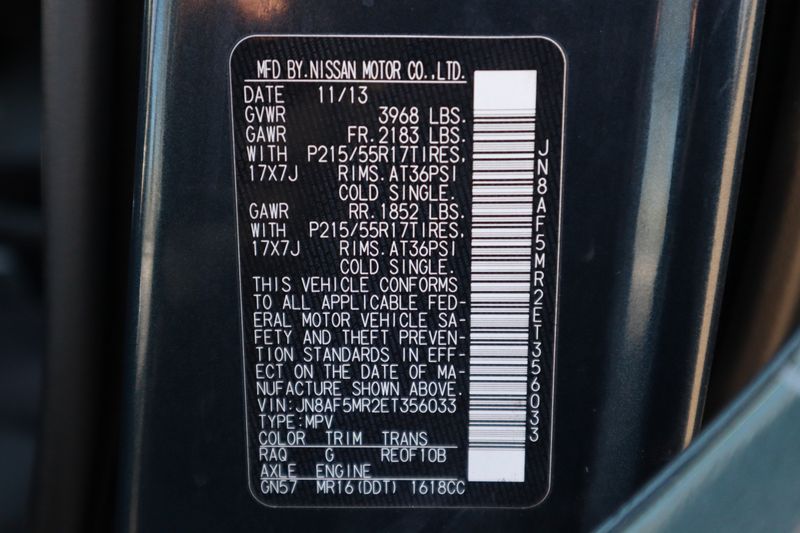 MFD BY.NISSAN MOTOR CO.,LTD.
DATE 11/13
GVWR 3968 LBS.
GAWR FR.2183 LBS.
WITH P215/55R17TIRES,
17X7J RIMS.AT36PSI
COLD SINGLE.
GAWR RR.1852 LBS.
WITH P215/55R17TIRES,
17X7J RIMS.AT36PSI
COLD SINGLE.
THIS VEHICLE CONFORMS
TO ALL APPLICABLE FED-
ERAL MOTOR VEHICLE SA-
FETY AND THEFT PREVEN-
TION STANDARDS IN EFF-
ECT ON THE DATE OF MA-
NUFACTURE SHOWN ABOVE.
VIN:JN8AF5MR2ET356033
TYPE:MPV
COLOR TRIM TRANS
RAQ G RE0F10B
AXLE ENGINE
GN57 MR16(DDT) 1618CC
JN8AF5MR2ET356033